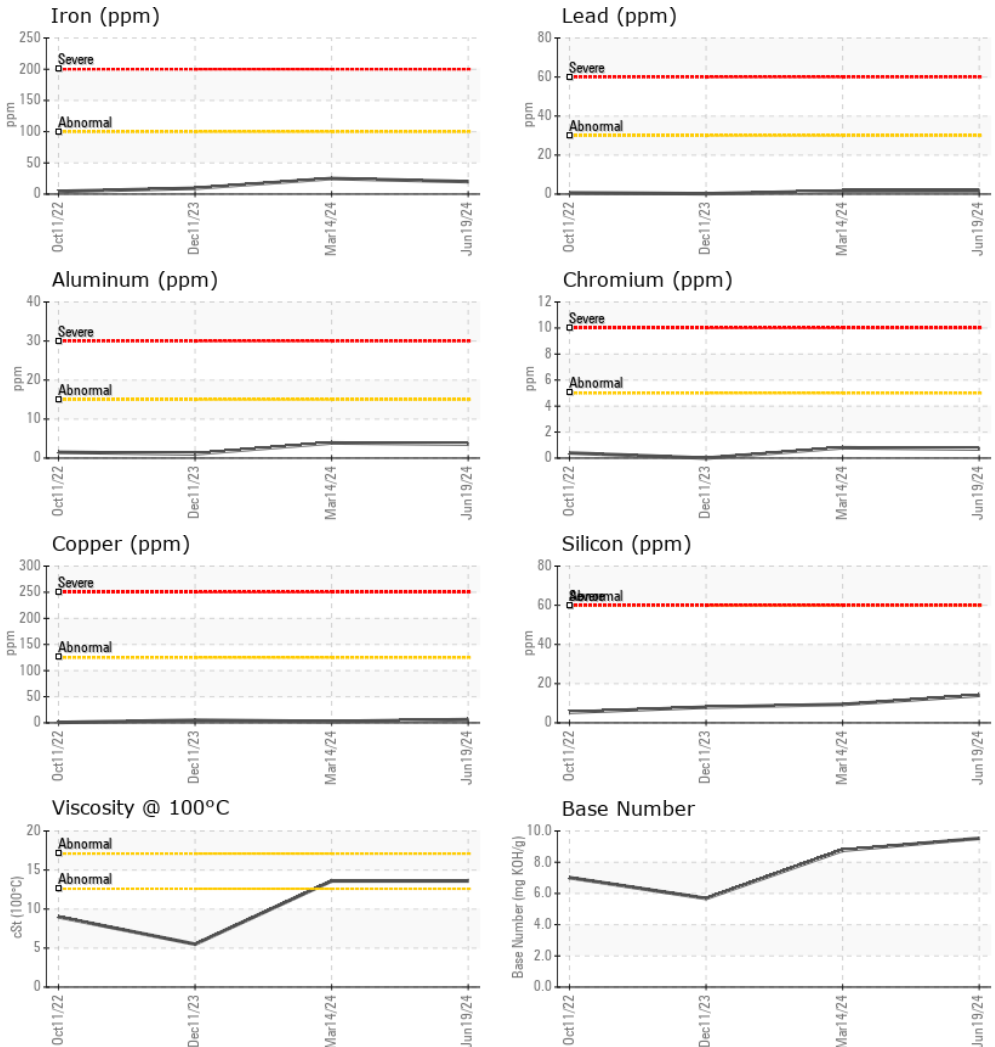 Iron (ppm)
250
200
150
100
50
0
ppm
Severe
Abnormal
Oct11/22
Dec11/23
Mar14/24
Jun19/24
Lead (ppm)
80
60
40
20
0
ppm
Severe
Abnormal
Oct11/22
Dec11/23
Mar14/24
Jun19/24
Aluminum (ppm)
40
30
20
10
0
ppm
Severe
Abnormal
Oct11/22
Dec11/23
Mar14/24
Jun19/24
Chromium (ppm)
12
10
8
6
4
2
0
ppm
Severe
Abnormal
Oct11/22
Dec11/23
Mar14/24
Jun19/24
Copper (ppm)
300
250
200
150
100
50
0
ppm
Severe
Abnormal
Oct11/22
Dec11/23
Mar14/24
Jun19/24
Silicon (ppm)
80
60
40
20
0
ppm
Severe
Abnormal
Oct11/22
Dec11/23
Mar14/24
Jun19/24
Viscosity @ 100°C
20
15
10
5
0
cSt (100°C)
Abnormal
Abnormal
Oct11/22
Dec11/23
Mar14/24
Jun19/24
Base Number
10.0
8.0
6.0
4.0
2.0
0.0
Base Number (mg KOH/g)
Oct11/22
Dec11/23
Mar14/24
Jun19/24